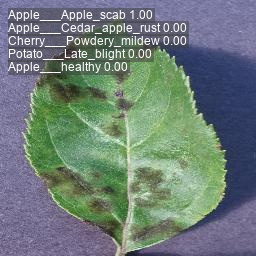 Apple___Apple_scab 1.00
Apple___Cedar_apple_rust 0.00
Cherry___Powdery_mildew 0.00
Potato___Late_blight 0.00
Apple___healthy 0.00